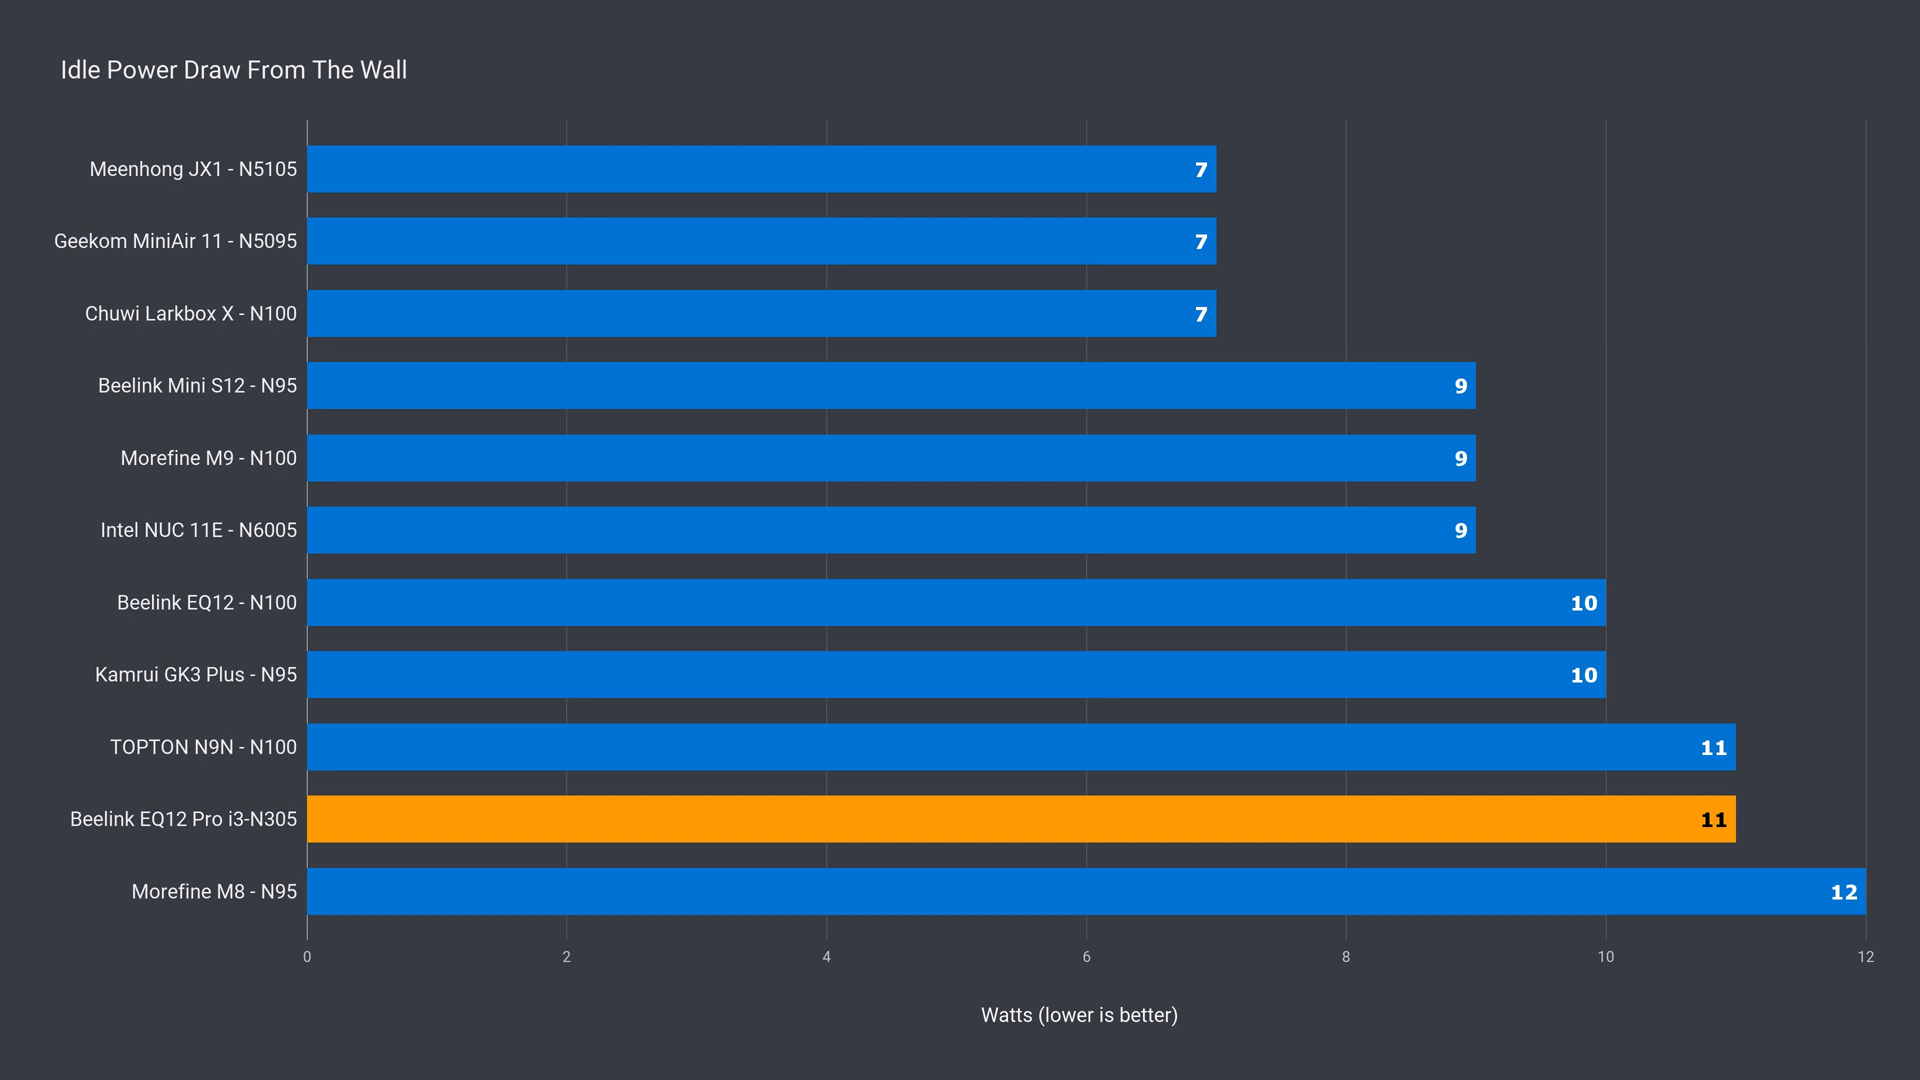 Idle Power Draw From The Wall
Meenhong JX1 - N5105 7
Geekom MiniAir 11 - N5095 7
Chuwi Larkbox X - N100 7
Beelink Mini S12 - N95 9
Morefine M9 - N100 9
Intel NUC 11E - N6005 9
Beelink EQ12 - N100 10
Kamrui GK3 Plus - N95 10
TOPTON N9N - N100 11
Beelink EQ12 Pro i3-N305 11
Morefine M8 - N95 12
0 2 4 6 8 10 12
Watts (lower is better)